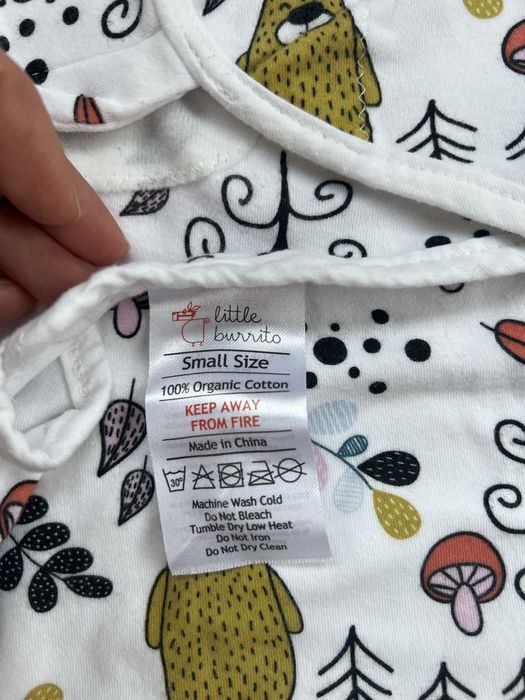 little
burrito
Small Size
100% Organic Cotton
KEEP AWAY
FROM FIRE
Made in China
30°
Machine Wash Cold
Do Not Bleach
Tumble Dry Low Heat
Do Not Iron
Do Not Dry Clean